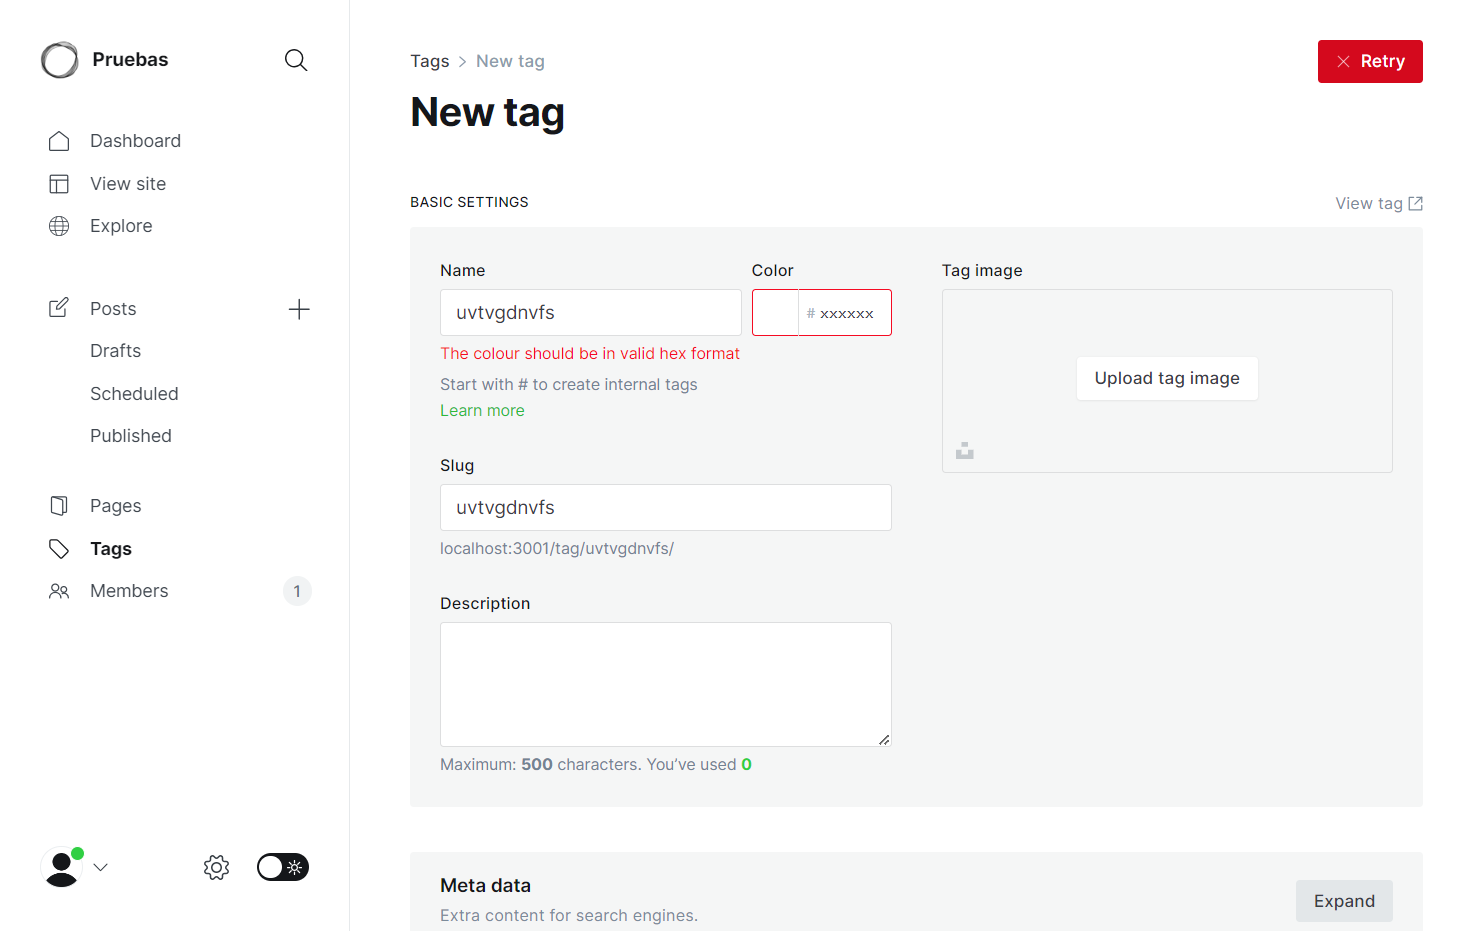 Pruebas
Dashboard
View site
Explore
Posts
Drafts
Scheduled
Published
Pages
Tags
Members
1
Tags > New tag
Retry
New tag
BASIC SETTINGS
View tag
Name
Color
Tag image
uvtvgdnvfs
# xxxxxx
The colour should be in valid hex format
Start with # to create internal tags
Learn more
Upload tag image
Slug
uvtvgdnvfs
localhost:3001/tag/uvtvgdnvfs/
Description
Maximum: 500 characters. You’ve used 0
Meta data
Extra content for search engines.
Expand